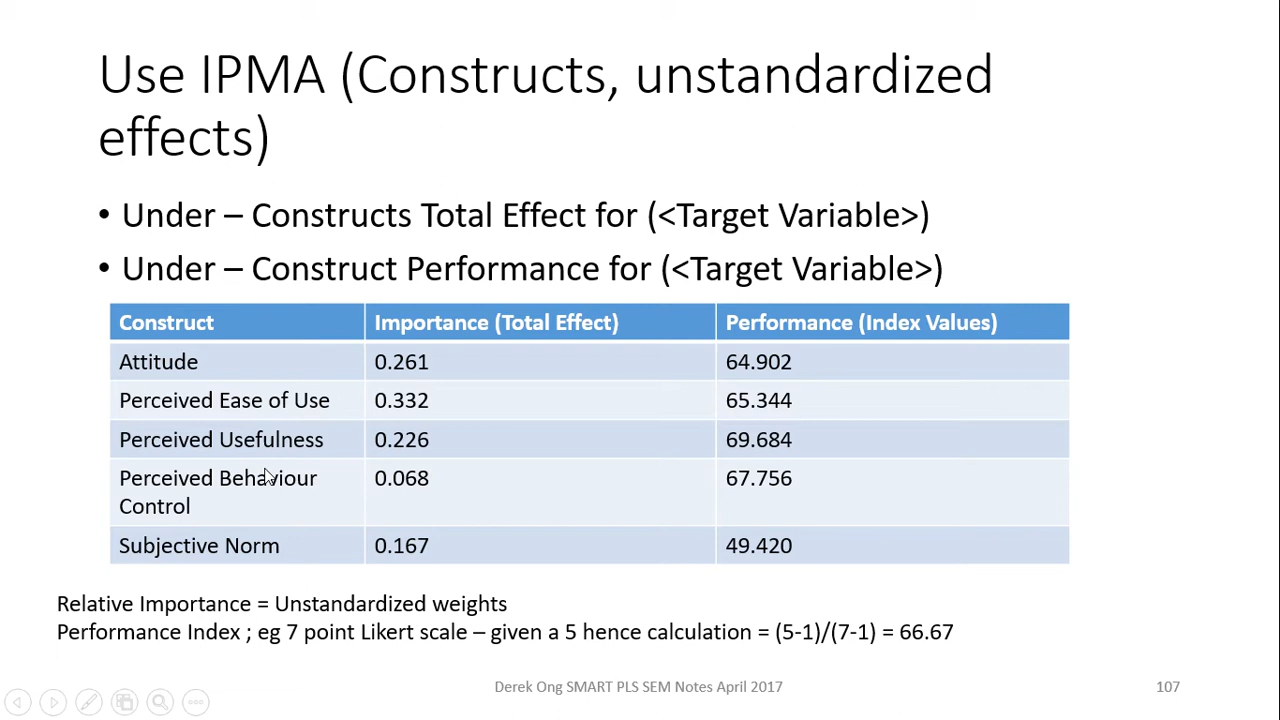 Use IPMA (Constructs, unstandardized
effects)
• Under – Constructs Total Effect for (<Target Variable>)
• Under – Construct Performance for (<Target Variable>)
Construct Importance (Total Effect) Performance (Index Values)
Attitude 0.261 64.902
Perceived Ease of Use 0.332 65.344
Perceived Usefulness 0.226 69.684
Perceived Behaviour 0.068 67.756
Control
Subjective Norm 0.167 49.420
Relative Importance = Unstandardized weights
Performance Index ; eg 7 point Likert scale – given a 5 hence calculation = (5-1)/(7-1) = 66.67
Derek Ong SMART PLS SEM Notes April 2017 107